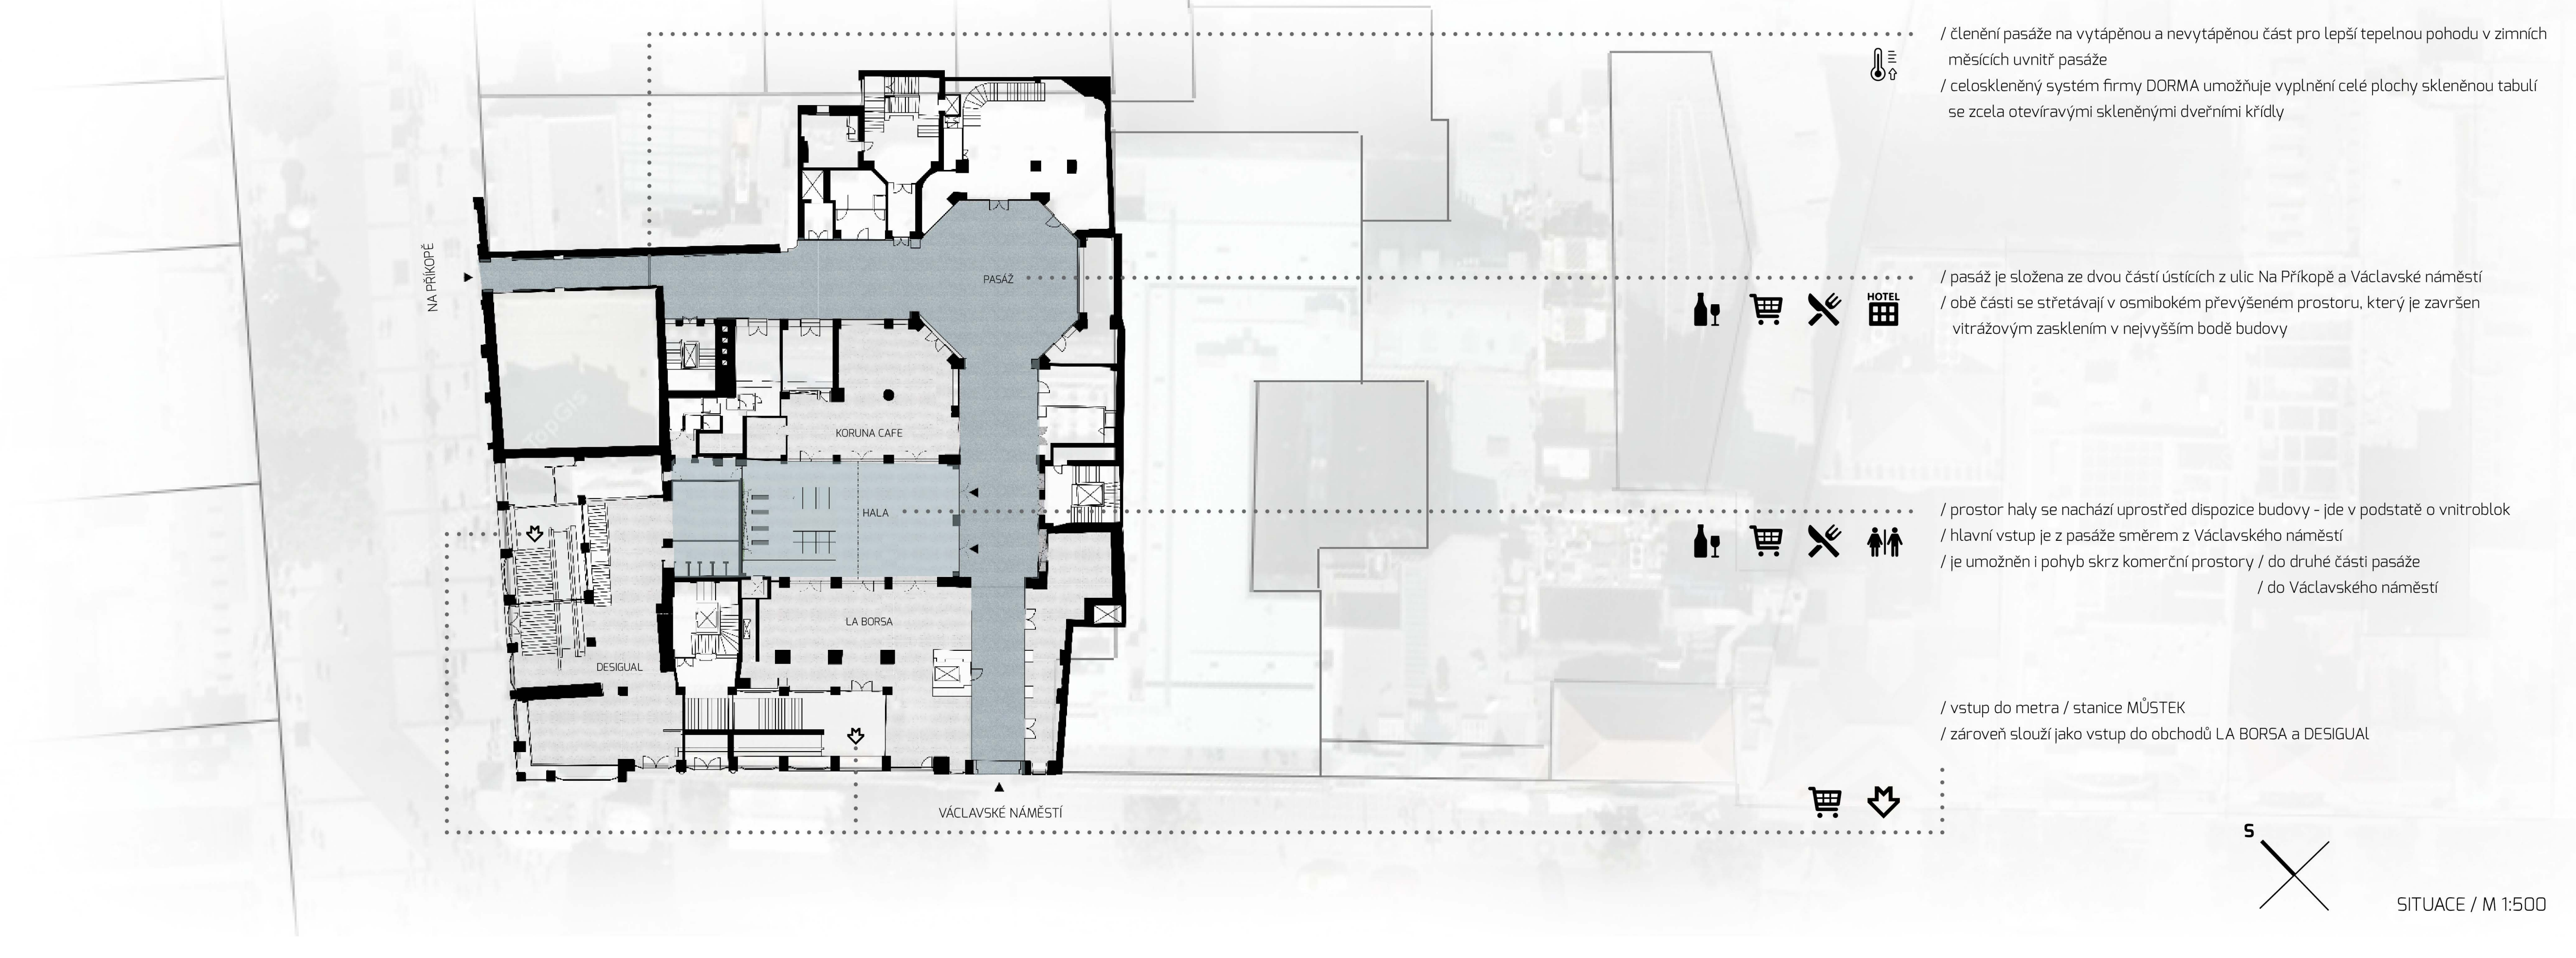 / členění pasáže na vytápěnou a nevytápěnou část pro lepší tepelnou pohodu v zimních
měsících uvnitř pasáže
/ celoskleněný systém firmy DORMA umožňuje vyplnění celé plochy skleněnou tabulí
se zcela otevíravými skleněnými dveřními křídly
NA PŘÍKOPĚ
PASÁŽ
/ pasáž je složena ze dvou částí ústících z ulic Na Příkopě a Václavské náměstí
HOTEL
/ obě části se střetávají v osmibokém převýšeném prostoru, který je završen
vitrážovým zasklením v nejvyšším bodě budovy
TopGis
KORUNA CAFE
HALA
/ prostor haly se nachází uprostřed dispozice budovy - jde v podstatě o vnitroblok
/ hlavní vstup je z pasáže směrem z Václavského náměstí
/ je umožněn i pohyb skrz komerční prostory / do druhé části pasáže
/ do Václavského náměstí
LA BORSA
DESIGUAL
/ vstup do metra / stanice MŮSTEK
/ zároveň slouží jako vstup do obchodů LA BORSA a DESIGUAl
VÁCLAVSKÉ NÁMĚSTÍ
S
SITUACE / M 1:500